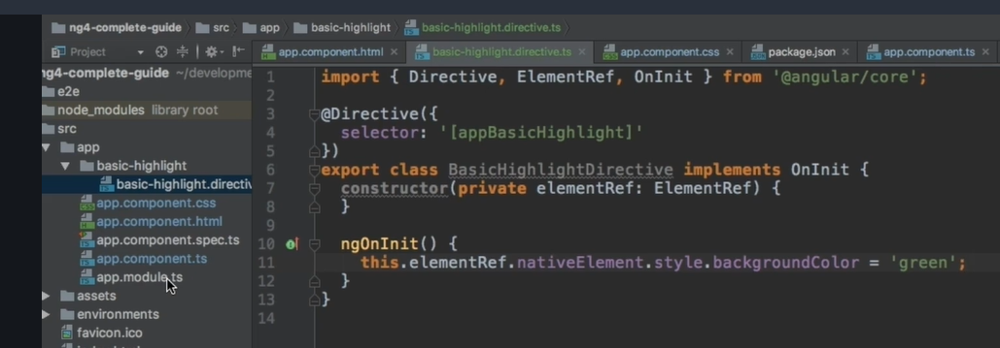 ng4-complete-guide src app basic-highlight basic-highlight.directive.ts
Project
app.component.html basic-highlight.directive.ts app.component.css package.json app.component.ts
ng4-complete-guide ~/developme
e2e
node_modules library root
src
app
basic-highlight
basic-highlight.directiv
app.component.css
app.component.html
app.component.spec.ts
app.component.ts
app.module.ts
assets
environments
favicon.ico
1 import { Directive, ElementRef, OnInit } from '@angular/core';
2
3 @Directive({
4 selector: '[appBasicHighlight]'
5 })
6 export class BasicHighlightDirective implements OnInit {
7 constructor(private elementRef: ElementRef) {
8 }
9
10 ngOnInit() {
11 this.elementRef.nativeElement.style.backgroundColor = 'green';
12 }
13 }
14